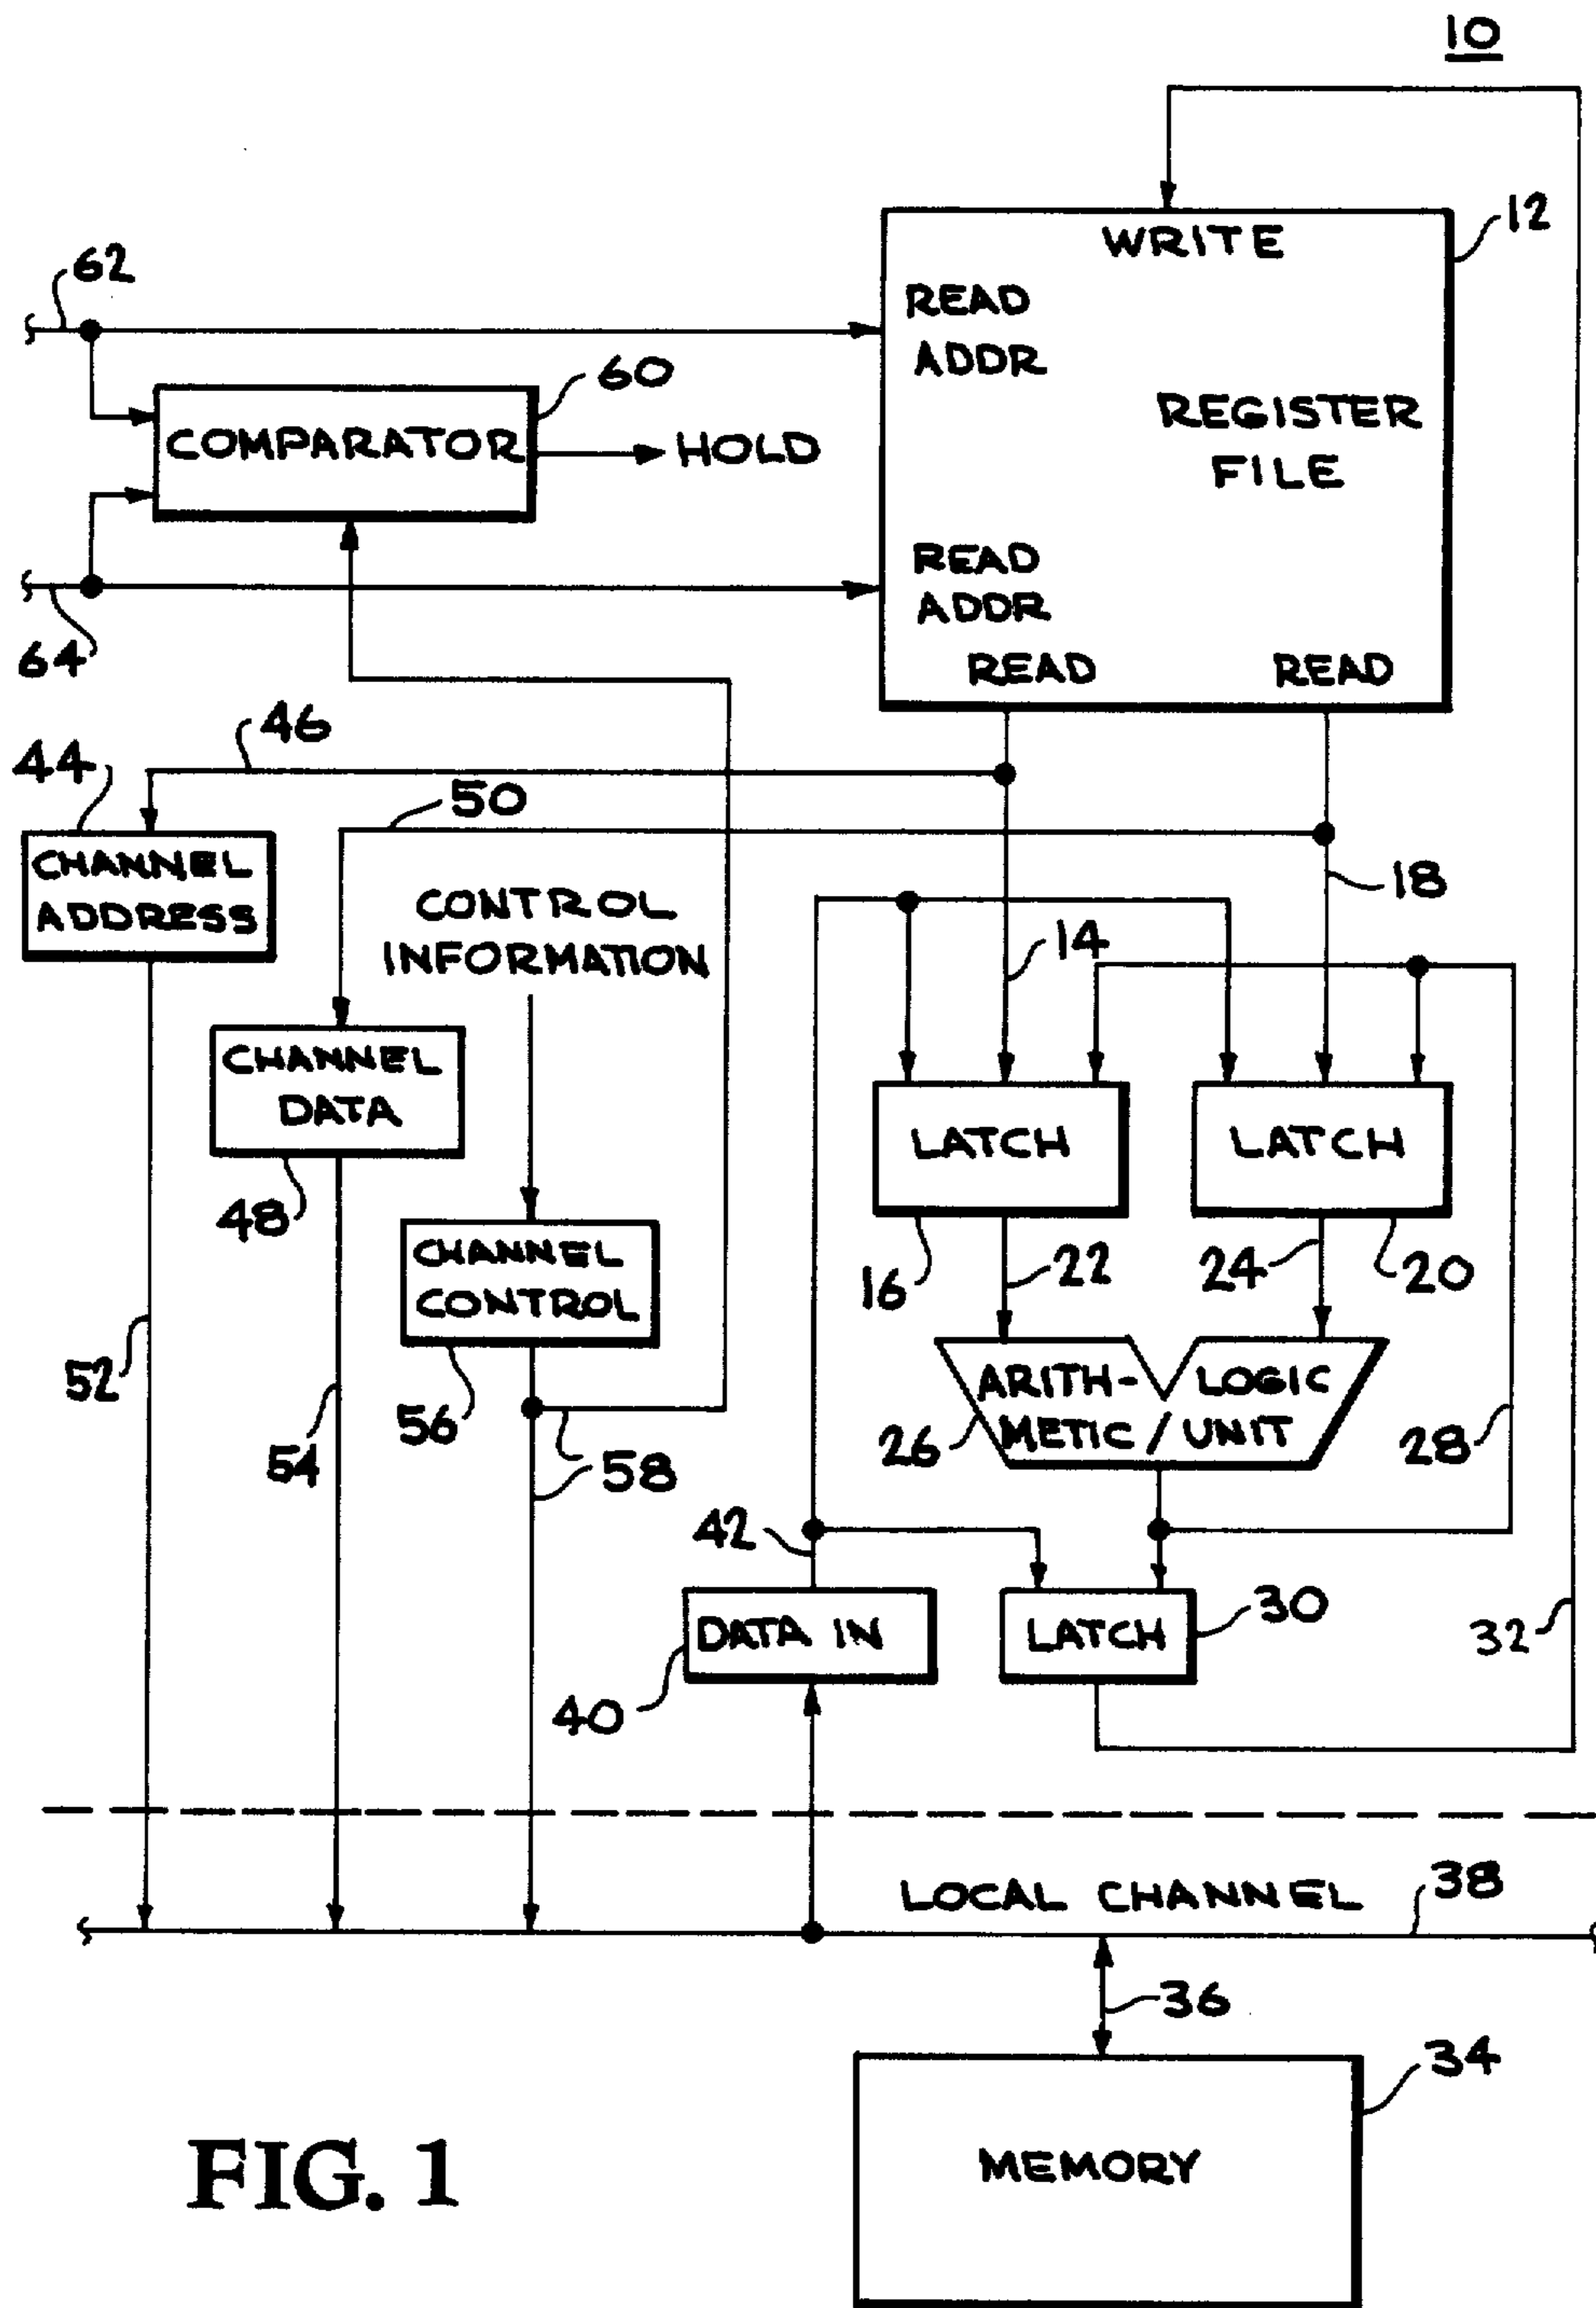 10
12
WRITE
62
READ
ADDR
60
REGISTER
FILE
COMPARATOR
HOLD
READ
ADDR
64
READ
READ
46
44
50
CHANNEL
ADDRESS
18
CONTROL
INFORMATION
14
CHANNEL
DATA
LATCH
LATCH
48
CHANNEL
CONTROL
16
22
24
20
52
56
54
ARITH-
METIC /
LOGIC
UNIT
26
28
58
42
DATA IN
LATCH
30
32
40
LOCAL CHANNEL
38
36
34
MEMORY
FIG. 1